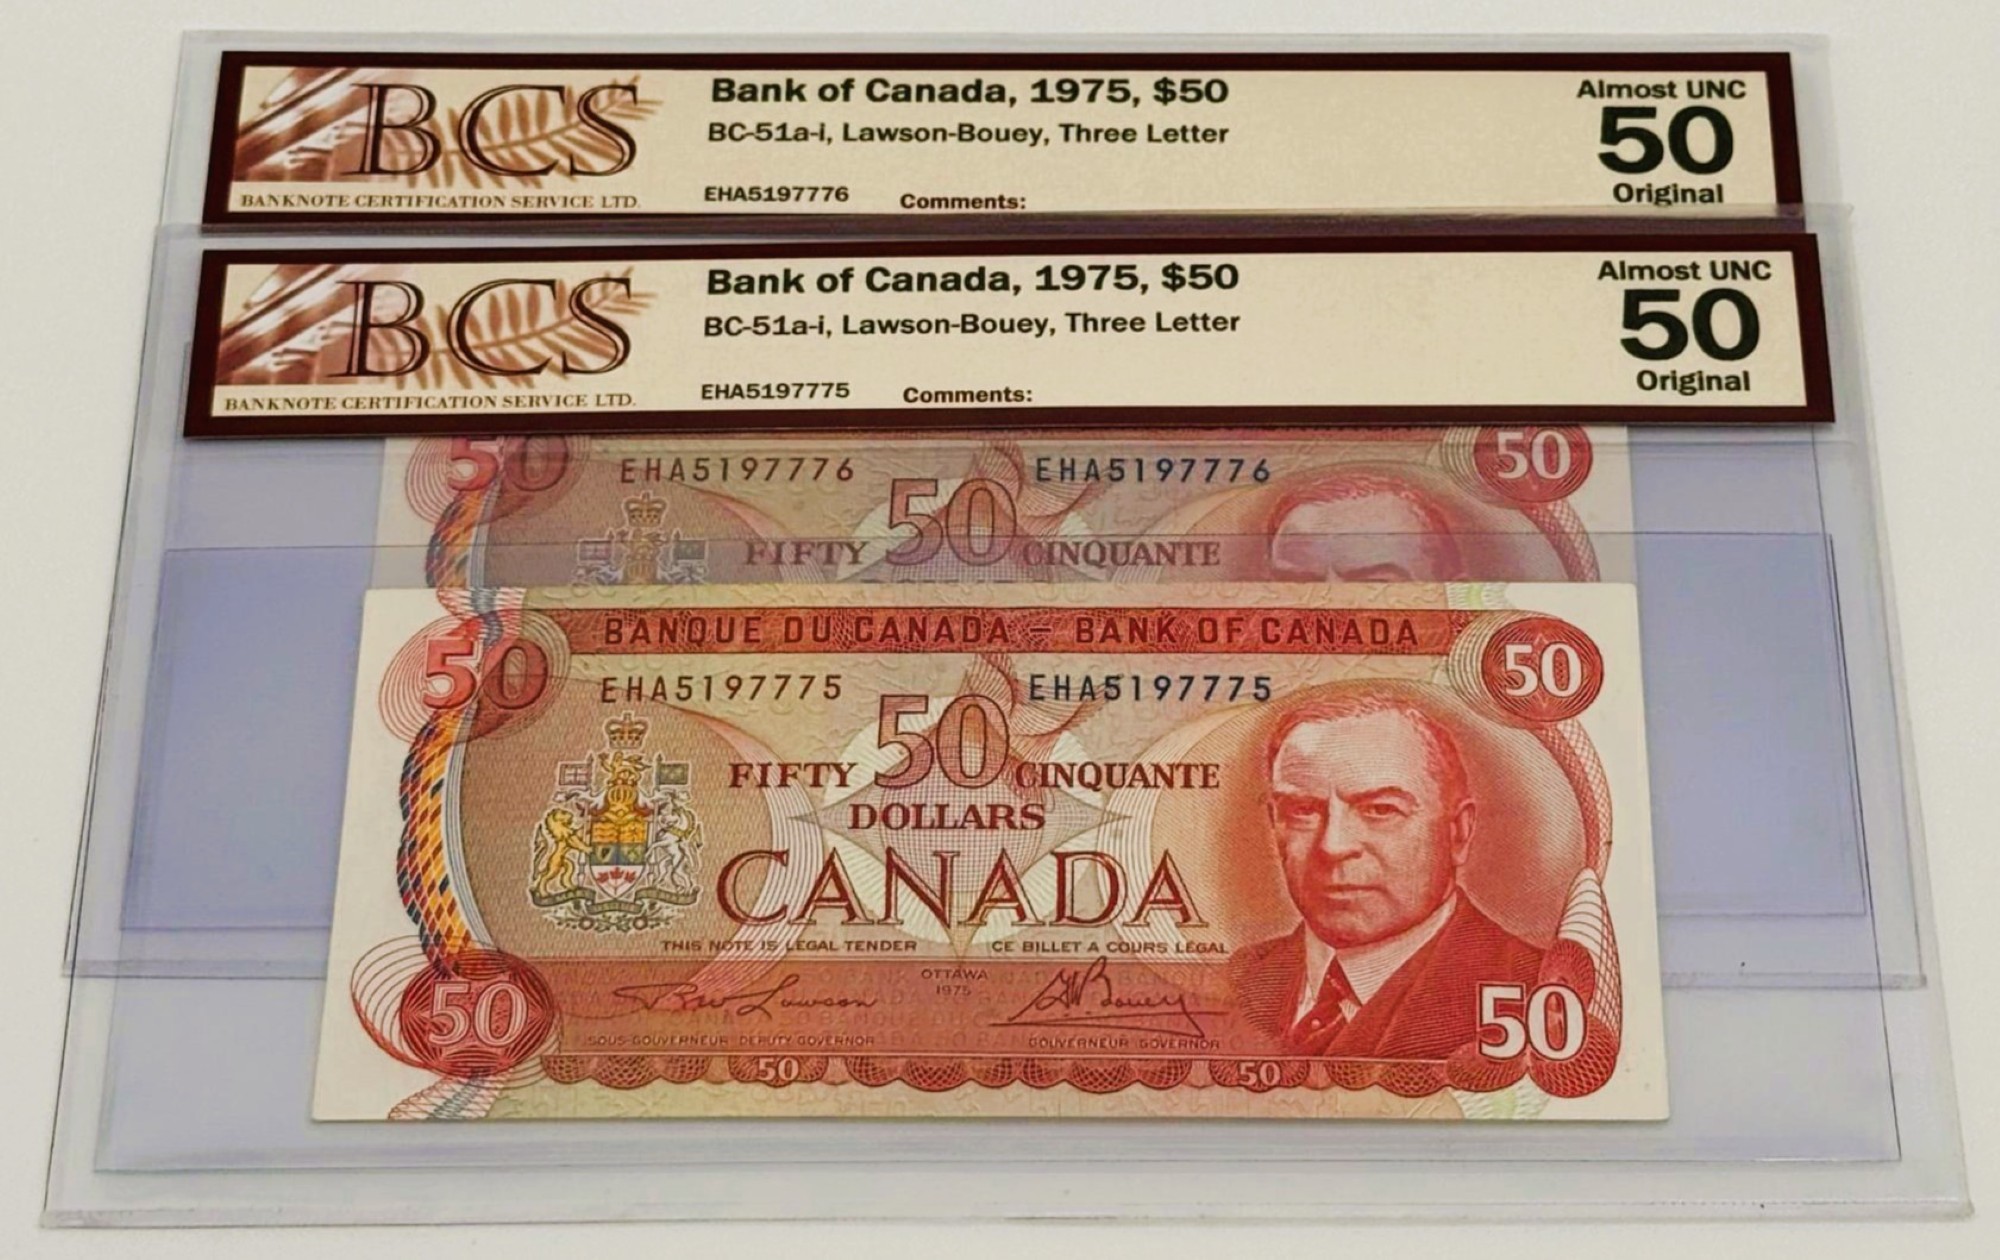 BCS
BANKNOTE CERTIFICATION SERVICE LTD.
Bank of Canada, 1975, $50
BC-51a-i, Lawson-Bouey, Three Letter
EHA5197776 Comments:
Almost UNC
50
Original
BCS
BANKNOTE CERTIFICATION SERVICE LTD.
Bank of Canada, 1975, $50
BC-51a-i, Lawson-Bouey, Three Letter
EHA5197775 Comments:
Almost UNC
50
Original
50 50
EHA5197776 EHA5197776
FIFTY 50 CINQUANTE
BANQUE DU CANADA – BANK OF CANADA
50 50
EHA5197775 EHA5197775
FIFTY 50 CINQUANTE
DOLLARS
CANADA
THIS NOTE IS LEGAL TENDER CE BILLET A COURS LÉGAL
OTTAWA
1975
Lawson GBouey
SOUS-GOUVERNEUR DEPUTY GOVERNOR GOUVERNEUR GOVERNOR
50 50
50 50